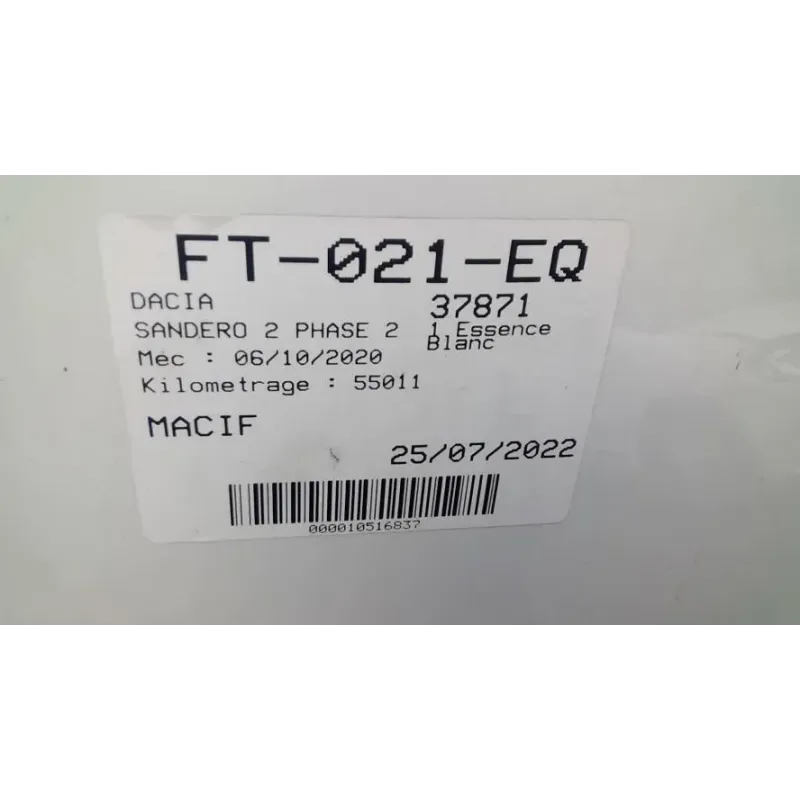 FT-021-EQ
DACIA 37871
SANDERO 2 PHASE 2 1 Essence
Blanc
Mec : 06/10/2020
Kilometrage : 55011
MACIF
25/07/2022
000010516837